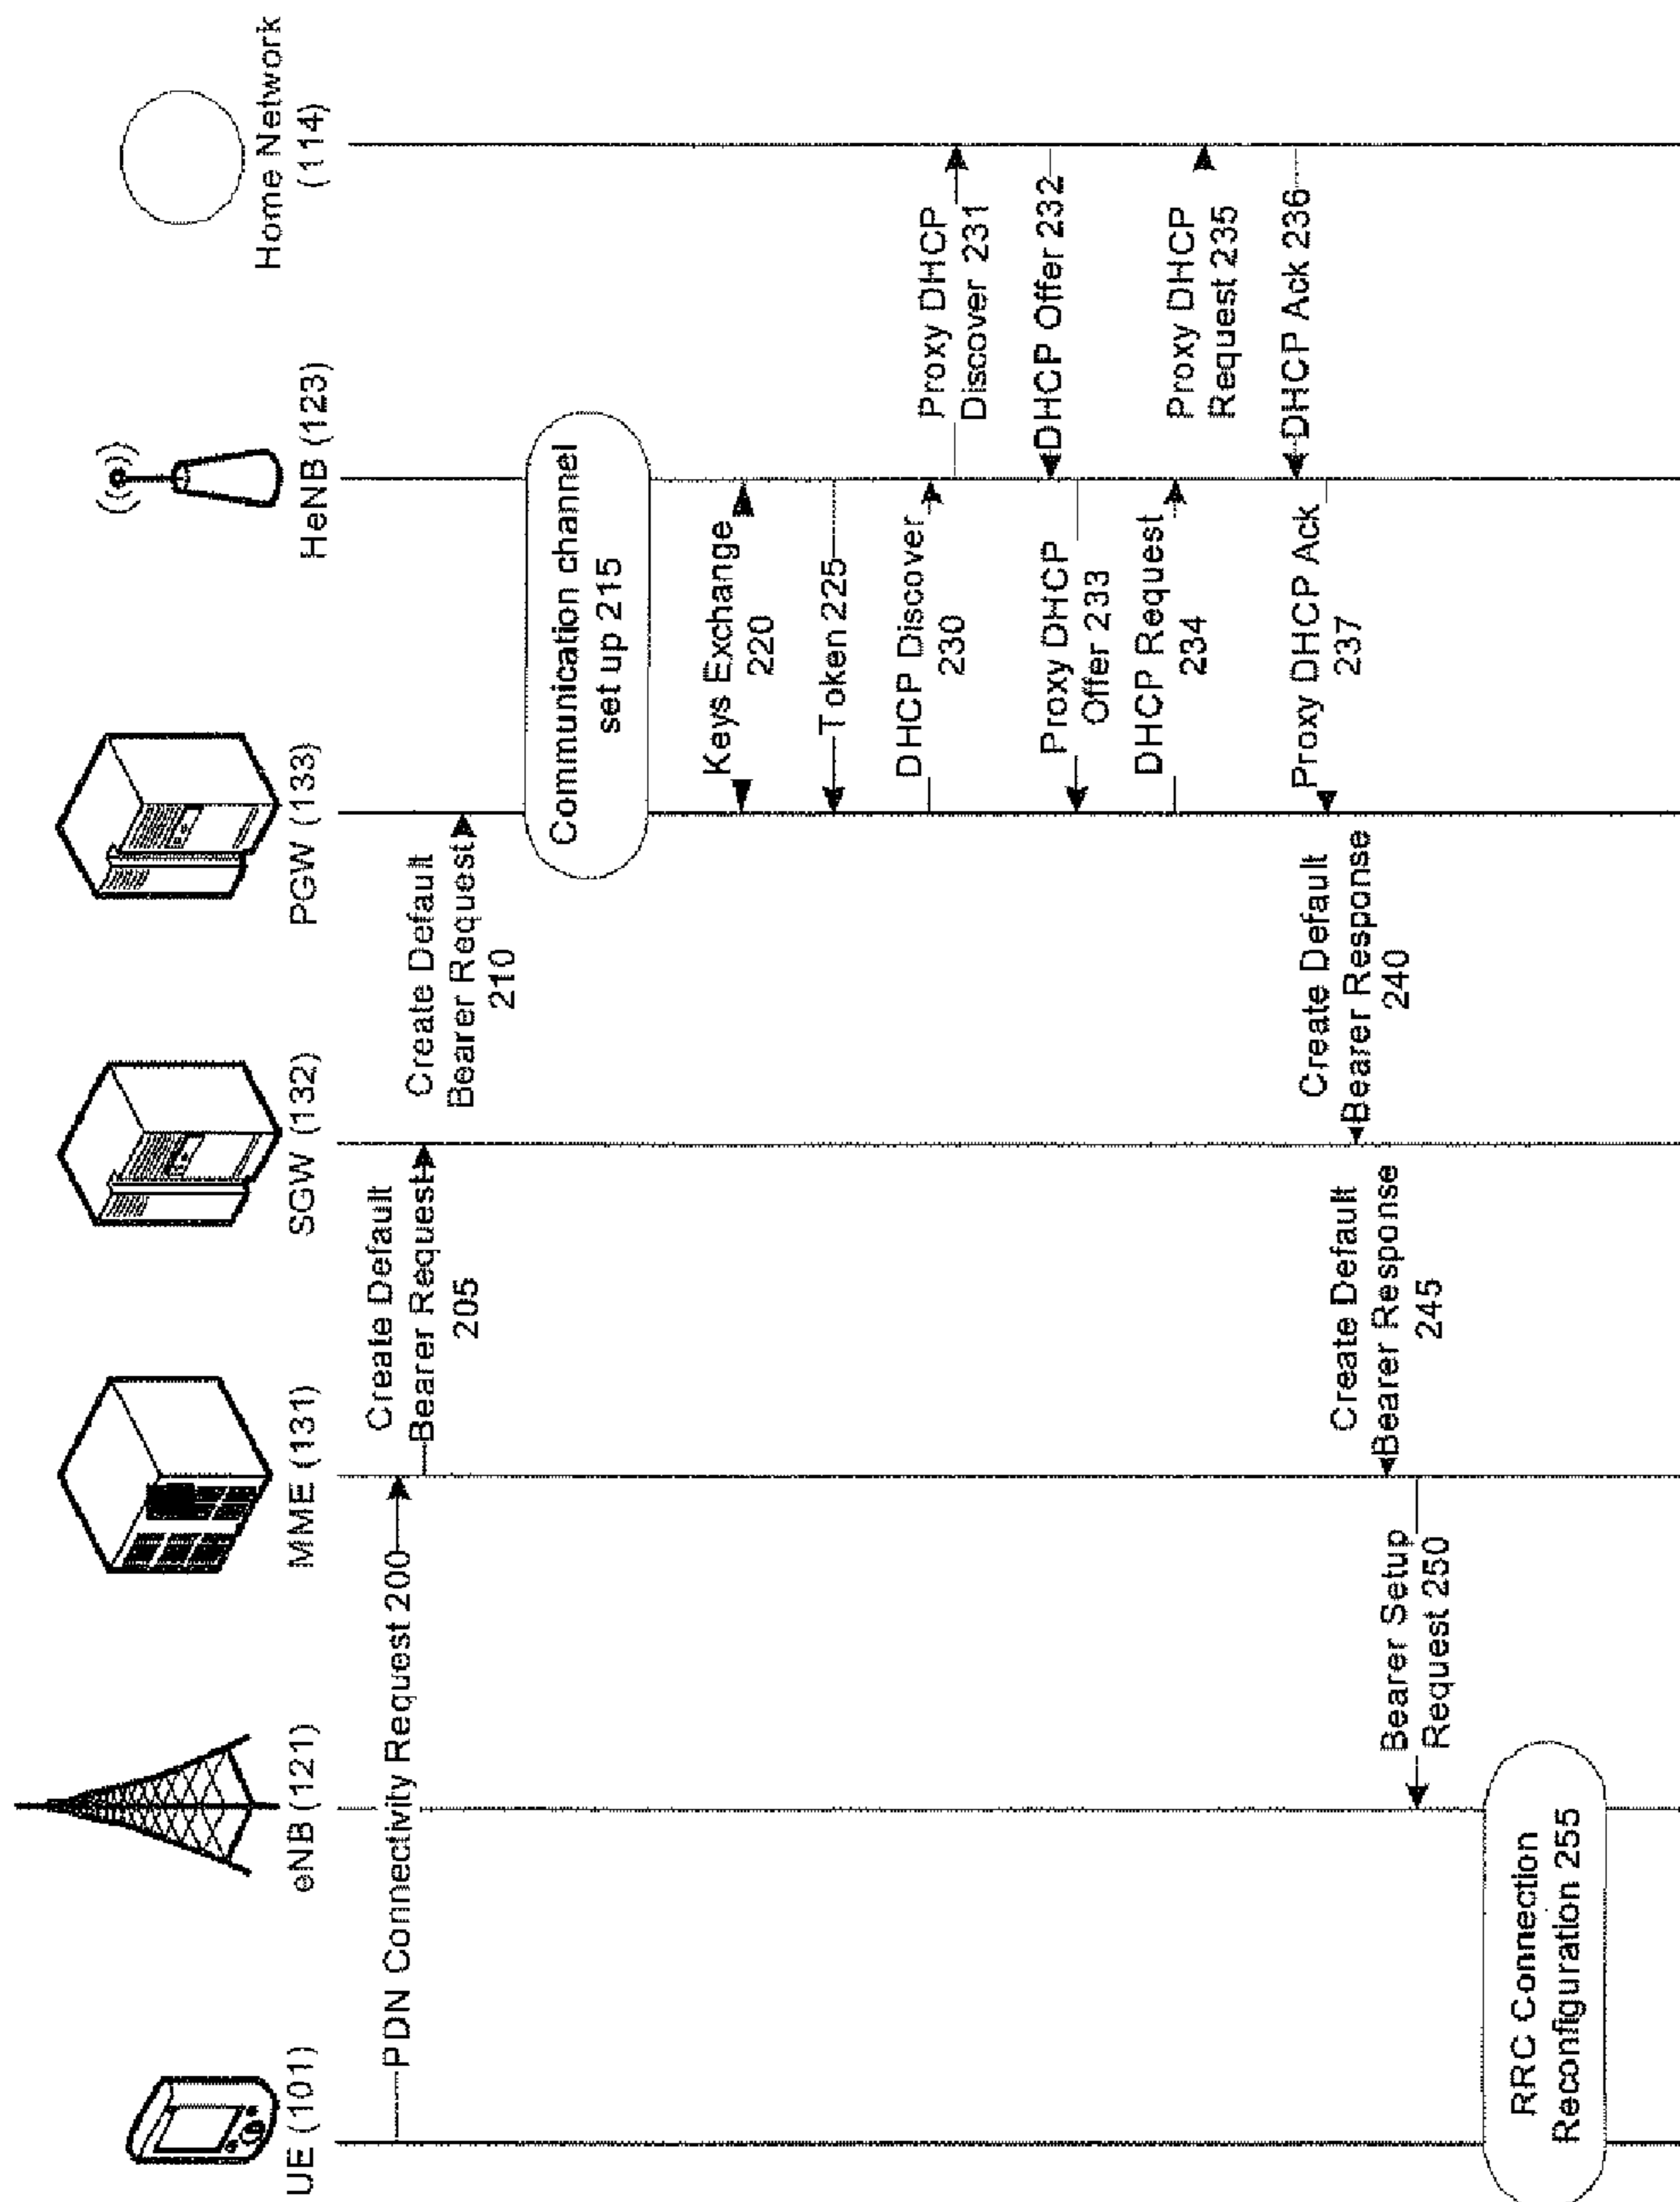 UE (101)
eNB (121)
MME (131)
SGW (132)
PGW (133)
HeNB (123)
Home Network
(114)
PDN Connectivity Request 200
Create Default
Bearer Request
205
Create Default
Bearer Request
210
Communication channel
set up 215
Keys Exchange
220
Token 225
DHCP Discover
230
Proxy DHCP
Discover 231
DHCP Offer 232
Proxy DHCP
Offer 233
DHCP Request
234
Proxy DHCP
Request 235
DHCP Ack 236
Proxy DHCP Ack
237
Create Default
Bearer Response
240
Create Default
Bearer Response
245
Bearer Setup
Request 250
RRC Connection
Reconfiguration 255